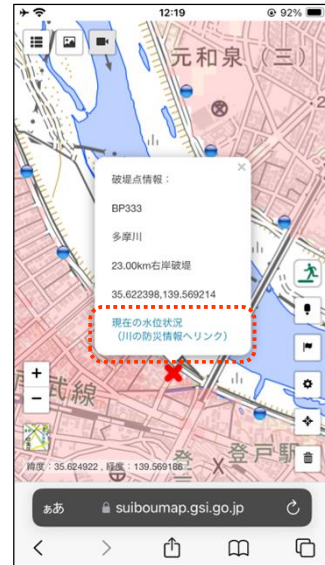 12:19
92%
元和泉（三）
破堤点情報：
BP333
多摩川
23.00km右岸破堤
35.622398,139.569214
現在の水位状況
（川の防災情報へリンク）
武線
登戸駅
登
緯度：35.624922，経度：139.569186
ああ
suiboumap.gsi.go.jp